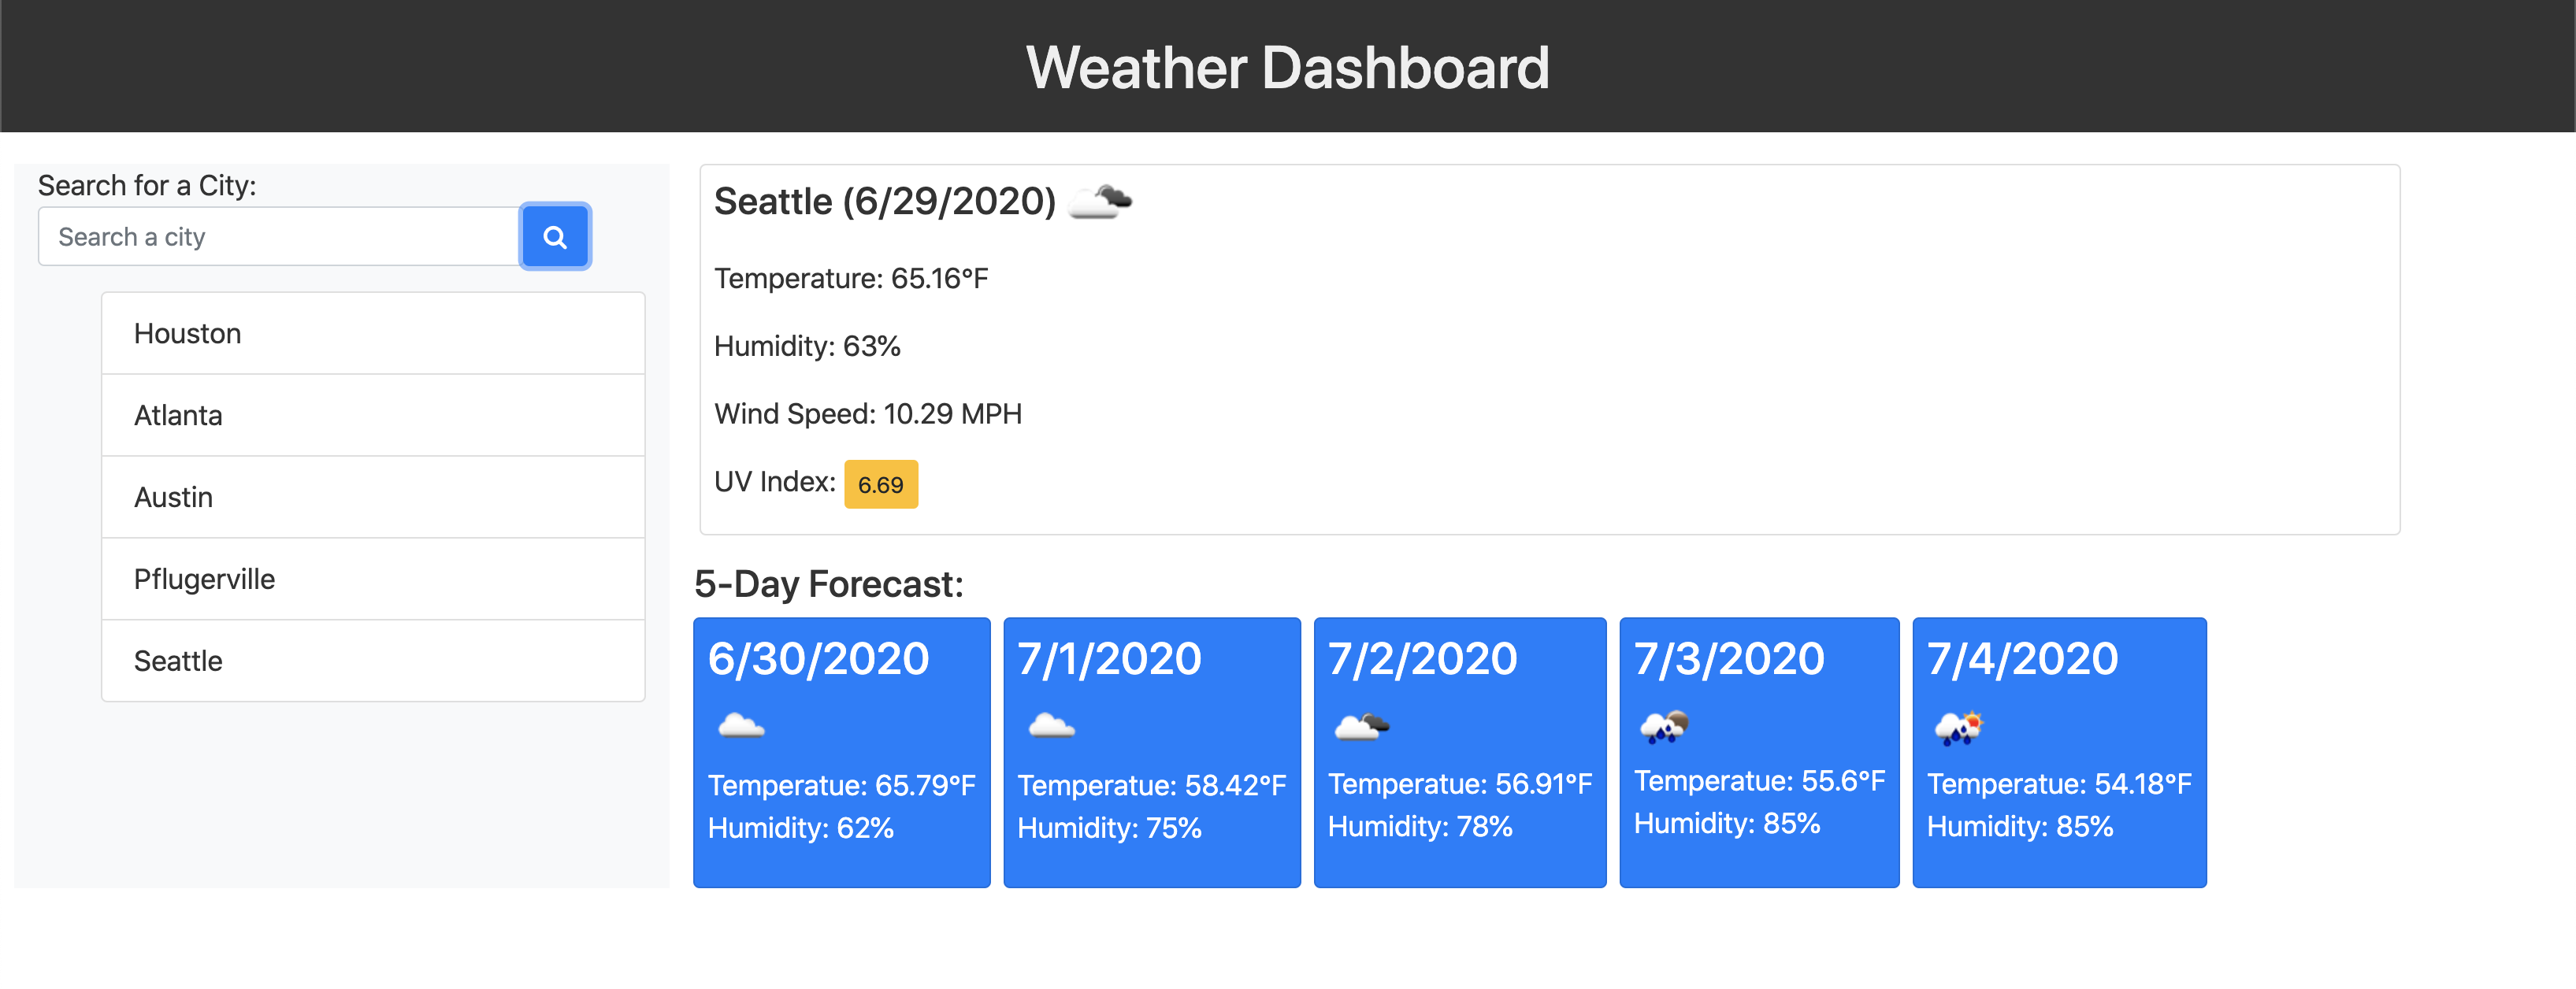 Weather Dashboard
Search for a City:
Search a city
Houston
Atlanta
Austin
Pflugerville
Seattle
Seattle (6/29/2020)
Temperature: 65.16°F
Humidity: 63%
Wind Speed: 10.29 MPH
UV Index: 6.69
5-Day Forecast:
6/30/2020
Temperatue: 65.79°F
Humidity: 62%
7/1/2020
Temperatue: 58.42°F
Humidity: 75%
7/2/2020
Temperatue: 56.91°F
Humidity: 78%
7/3/2020
Temperatue: 55.6°F
Humidity: 85%
7/4/2020
Temperatue: 54.18°F
Humidity: 85%